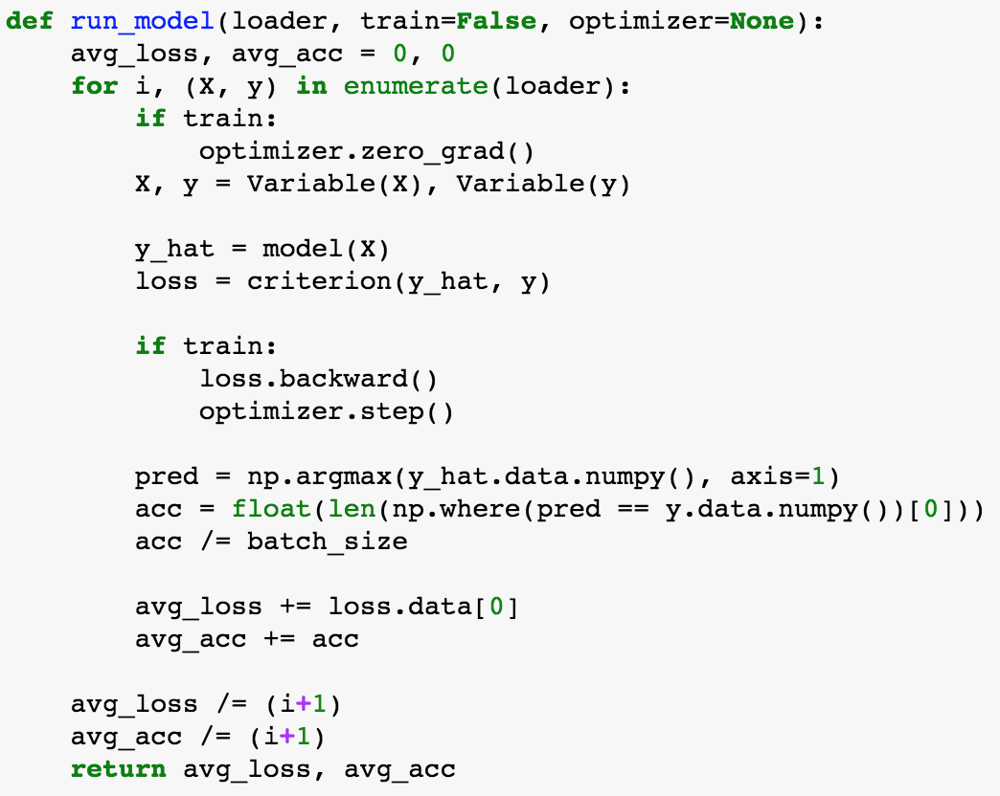 def run_model(loader, train=False, optimizer=None):
    avg_loss, avg_acc = 0, 0
    for i, (X, y) in enumerate(loader):
        if train:
            optimizer.zero_grad()
        X, y = Variable(X), Variable(y)

        y_hat = model(X)
        loss = criterion(y_hat, y)

        if train:
            loss.backward()
            optimizer.step()

        pred = np.argmax(y_hat.data.numpy(), axis=1)
        acc = float(len(np.where(pred == y.data.numpy())[0]))
        acc /= batch_size

        avg_loss += loss.data[0]
        avg_acc += acc

    avg_loss /= (i+1)
    avg_acc /= (i+1)
    return avg_loss, avg_acc